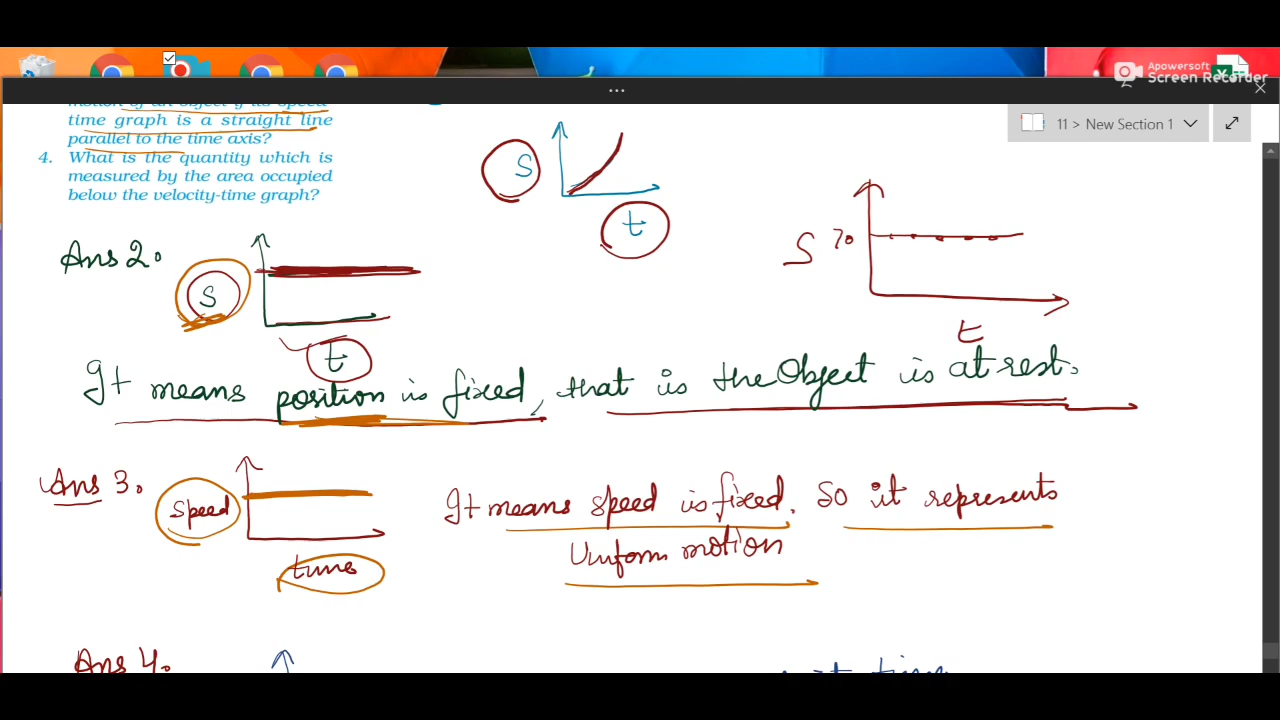 Apowersoft
Screen Recorder
11 > New Section 1
time graph is a straight line
parallel to the time axis?
4. What is the quantity which is
measured by the area occupied
below the velocity-time graph?
S
t
Ans 2.
S
t
S 70
t
It means position is fixed, that is the Object is at rest.
Ans 3.
Speed
time
It means speed is fixed. So it represents
Uniform motion
Ans 4.